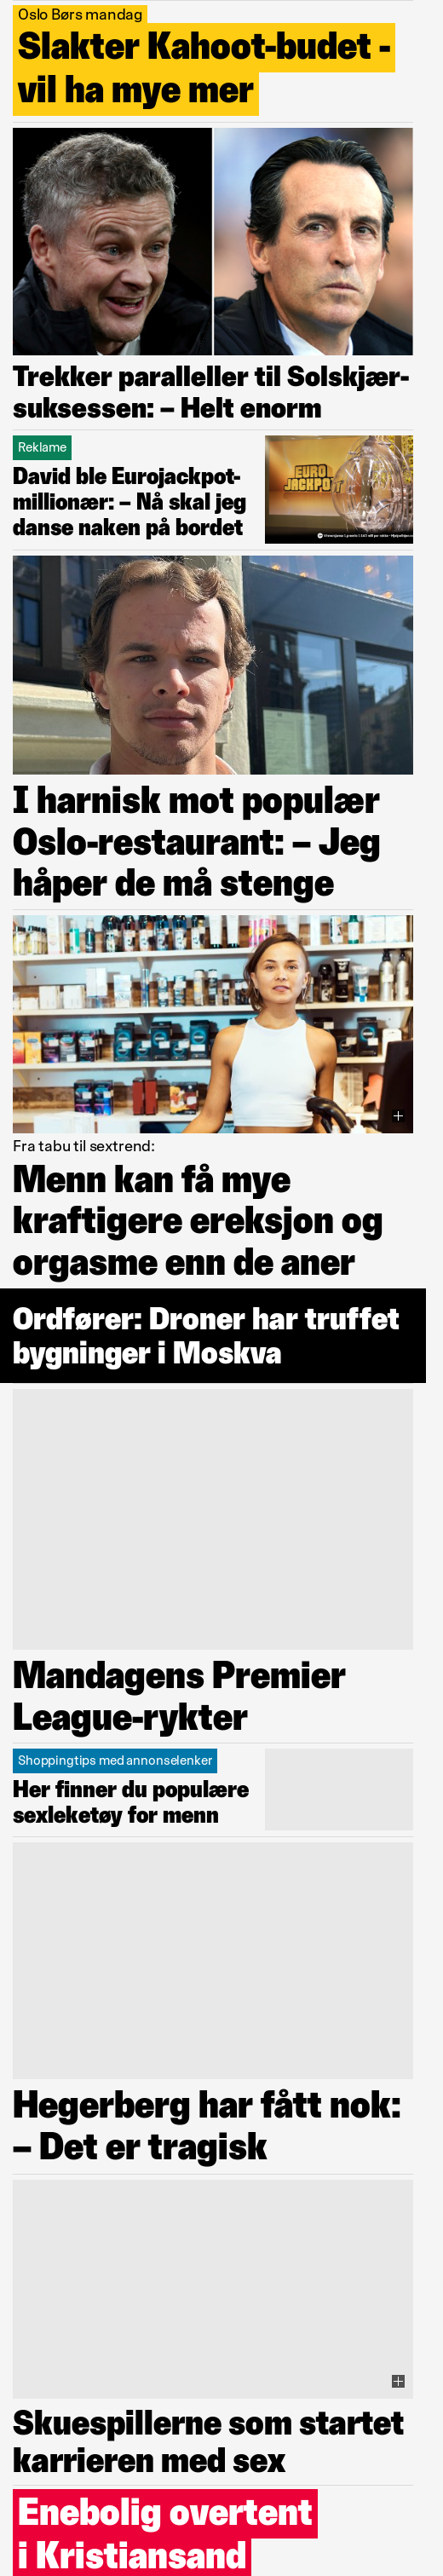 Oslo Børs mandag
Slakter Kahoot-budet -
vil ha mye mer
Trekker paralleller til Solskjær-
suksessen: – Helt enorm
Reklame
David ble Eurojackpot-
millionær: – Nå skal jeg
danse naken på bordet
EURO
JACKPOT
I harnisk mot populær
Oslo-restaurant: – Jeg
håper de må stenge
Fra tabu til sextrend:
Menn kan få mye
kraftigere ereksjon og
orgasme enn de aner
Ordfører: Droner har truffet
bygninger i Moskva
Mandagens Premier
League-rykter
Shoppingtips med annonselenker
Her finner du populære
sexleketøy for menn
Hegerberg har fått nok:
– Det er tragisk
Skuespillerne som startet
karrieren med sex
Enebolig overtent
i Kristiansand